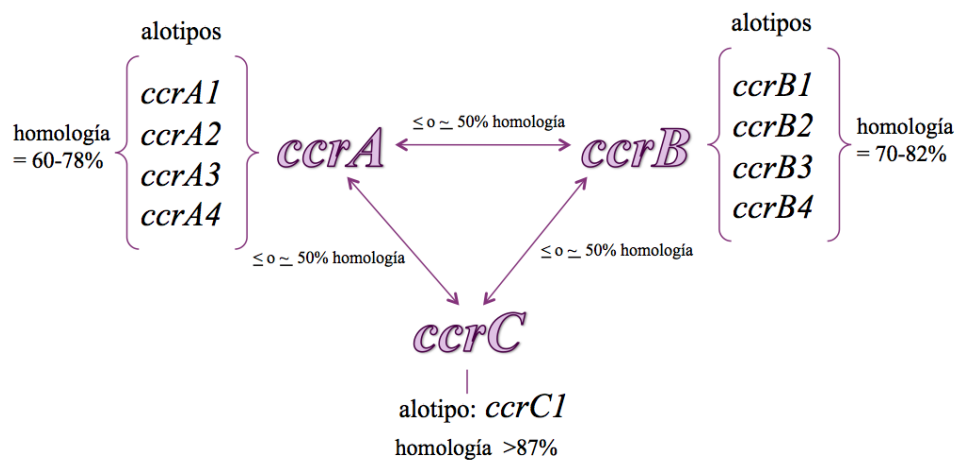 alotipos
ccrA1
ccrA2
ccrA3
ccrA4
homología
= 60-78%
ccrA
≤ o ≃ 50% homología
ccrB
alotipos
ccrB1
ccrB2
ccrB3
ccrB4
homología
= 70-82%
≤ o ≃ 50% homología
≤ o ≃ 50% homología
ccrC
alotipo: ccrC1
homología >87%